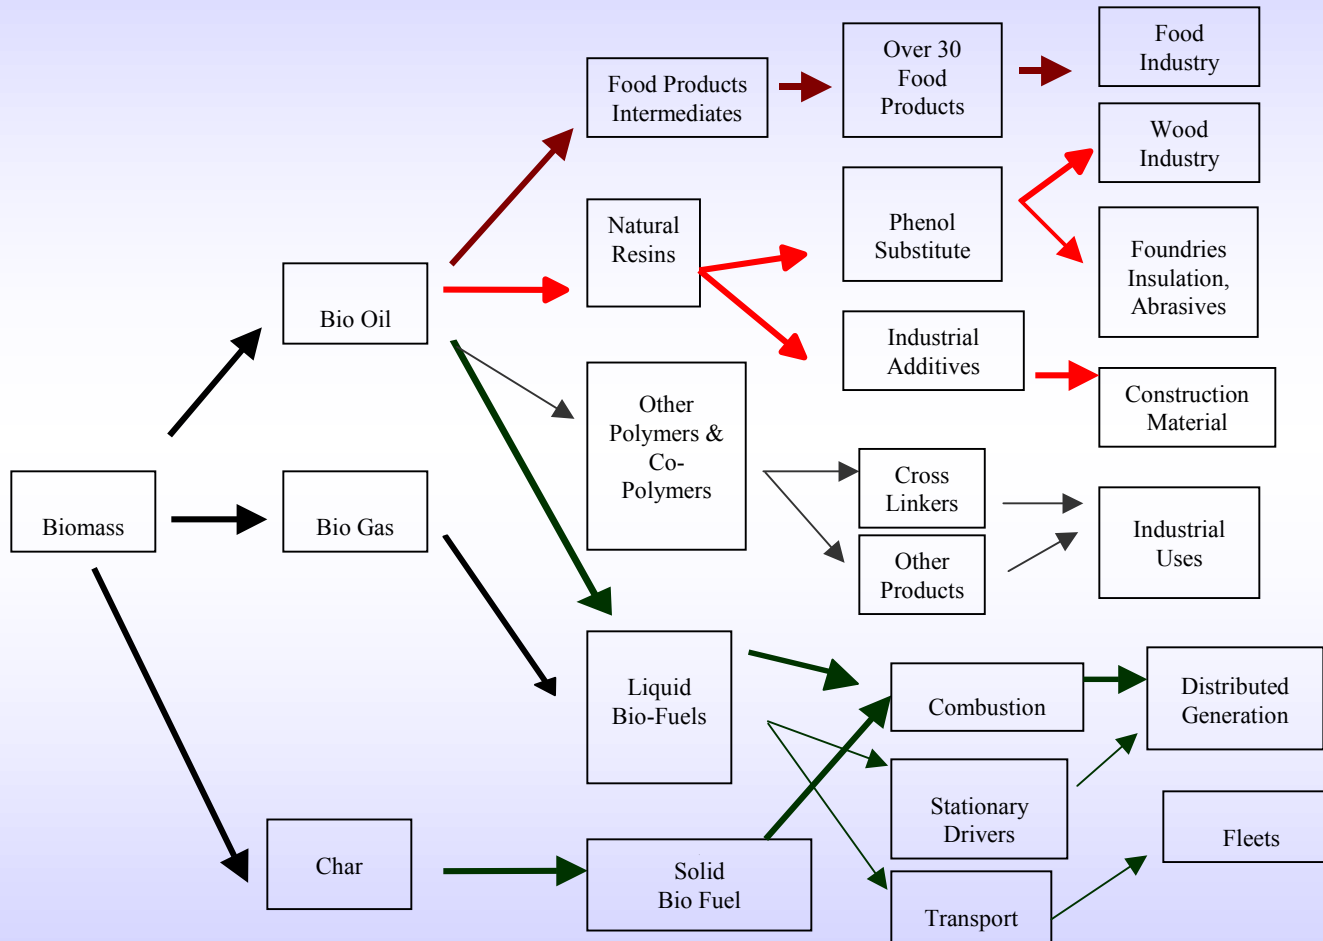 Food
Industry
Over 30
Food
Products
Food Products
Intermediates
Wood
Industry
Natural
Resins
Phenol
Substitute
Foundries
Insulation,
Abrasives
Bio Oil
Industrial
Additives
Construction
Material
Other
Polymers &
Co-
Polymers
Cross
Linkers
Biomass
Bio Gas
Industrial
Uses
Other
Products
Liquid
Bio-Fuels
Combustion
Distributed
Generation
Stationary
Drivers
Fleets
Char
Solid
Bio Fuel
Transport